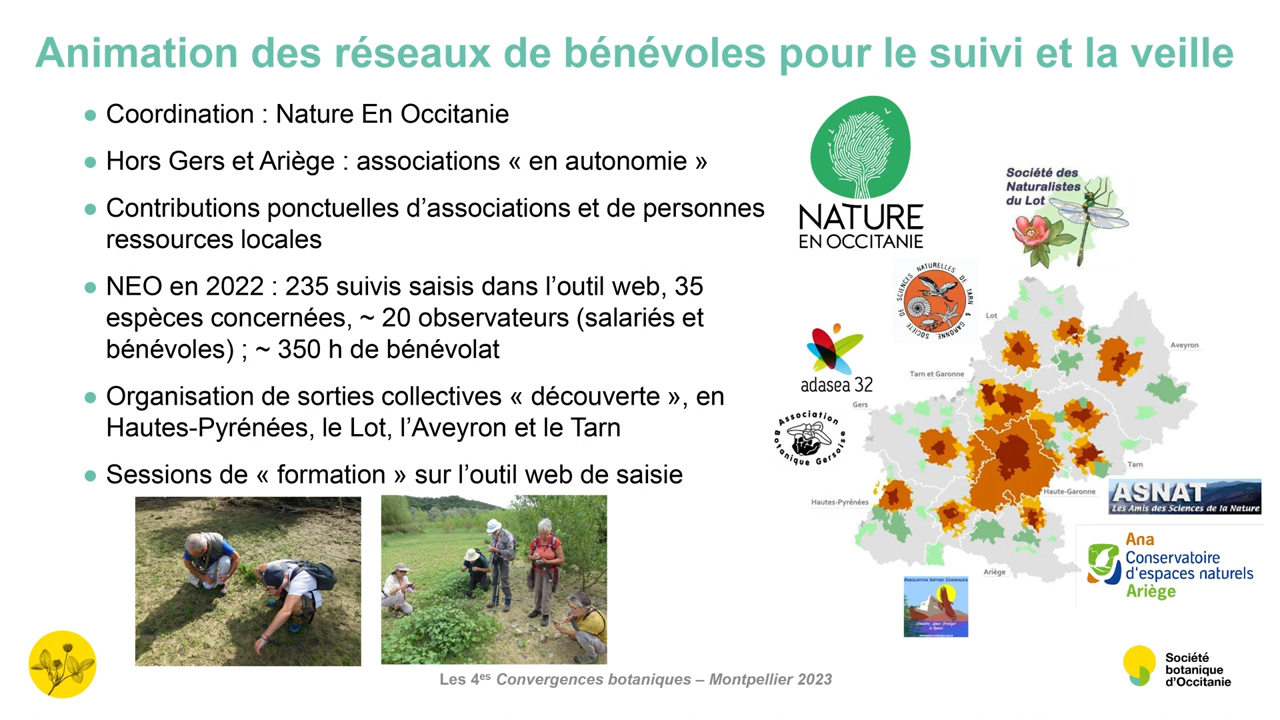 Animation des réseaux de bénévoles pour le suivi et la veille
● Coordination : Nature En Occitanie
● Hors Gers et Ariège : associations « en autonomie »
● Contributions ponctuelles d’associations et de personnes
ressources locales
● NEO en 2022 : 235 suivis saisis dans l’outil web, 35
espèces concernées, ~ 20 observateurs (salariés et
bénévoles) ; ~ 350 h de bénévolat
● Organisation de sorties collectives « découverte », en
Hautes-Pyrénées, le Lot, l’Aveyron et le Tarn
● Sessions de « formation » sur l’outil web de saisie
NATURE
EN OCCITANIE
Société des
Naturalistes
du Lot
SOCIÉTÉ DE SCIENCES NATURELLES DE TARN & GARONNE
adasea 32
Association
Botanique Gersoise
Lot
Aveyron
Tarn et Garonne
Gers
Tarn
Haute-Garonne
Hautes-Pyrénées
Ariège
ASNAT
Les Amis des Sciences de la Nature
Ana
Conservatoire
d'espaces naturels
Ariège
Les 4es Convergences botaniques – Montpellier 2023
Société
botanique
d'Occitanie